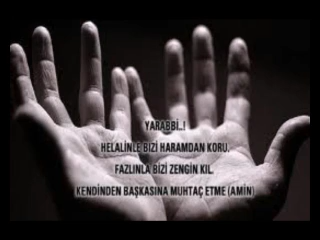 YARABBİ..!
HELALİNLE BİZİ HARAMDAN KORU.
FAZLINLA BİZİ ZENGİN KIL.
KENDİNDEN BAŞKASINA MUHTAÇ ETME (AMİN)